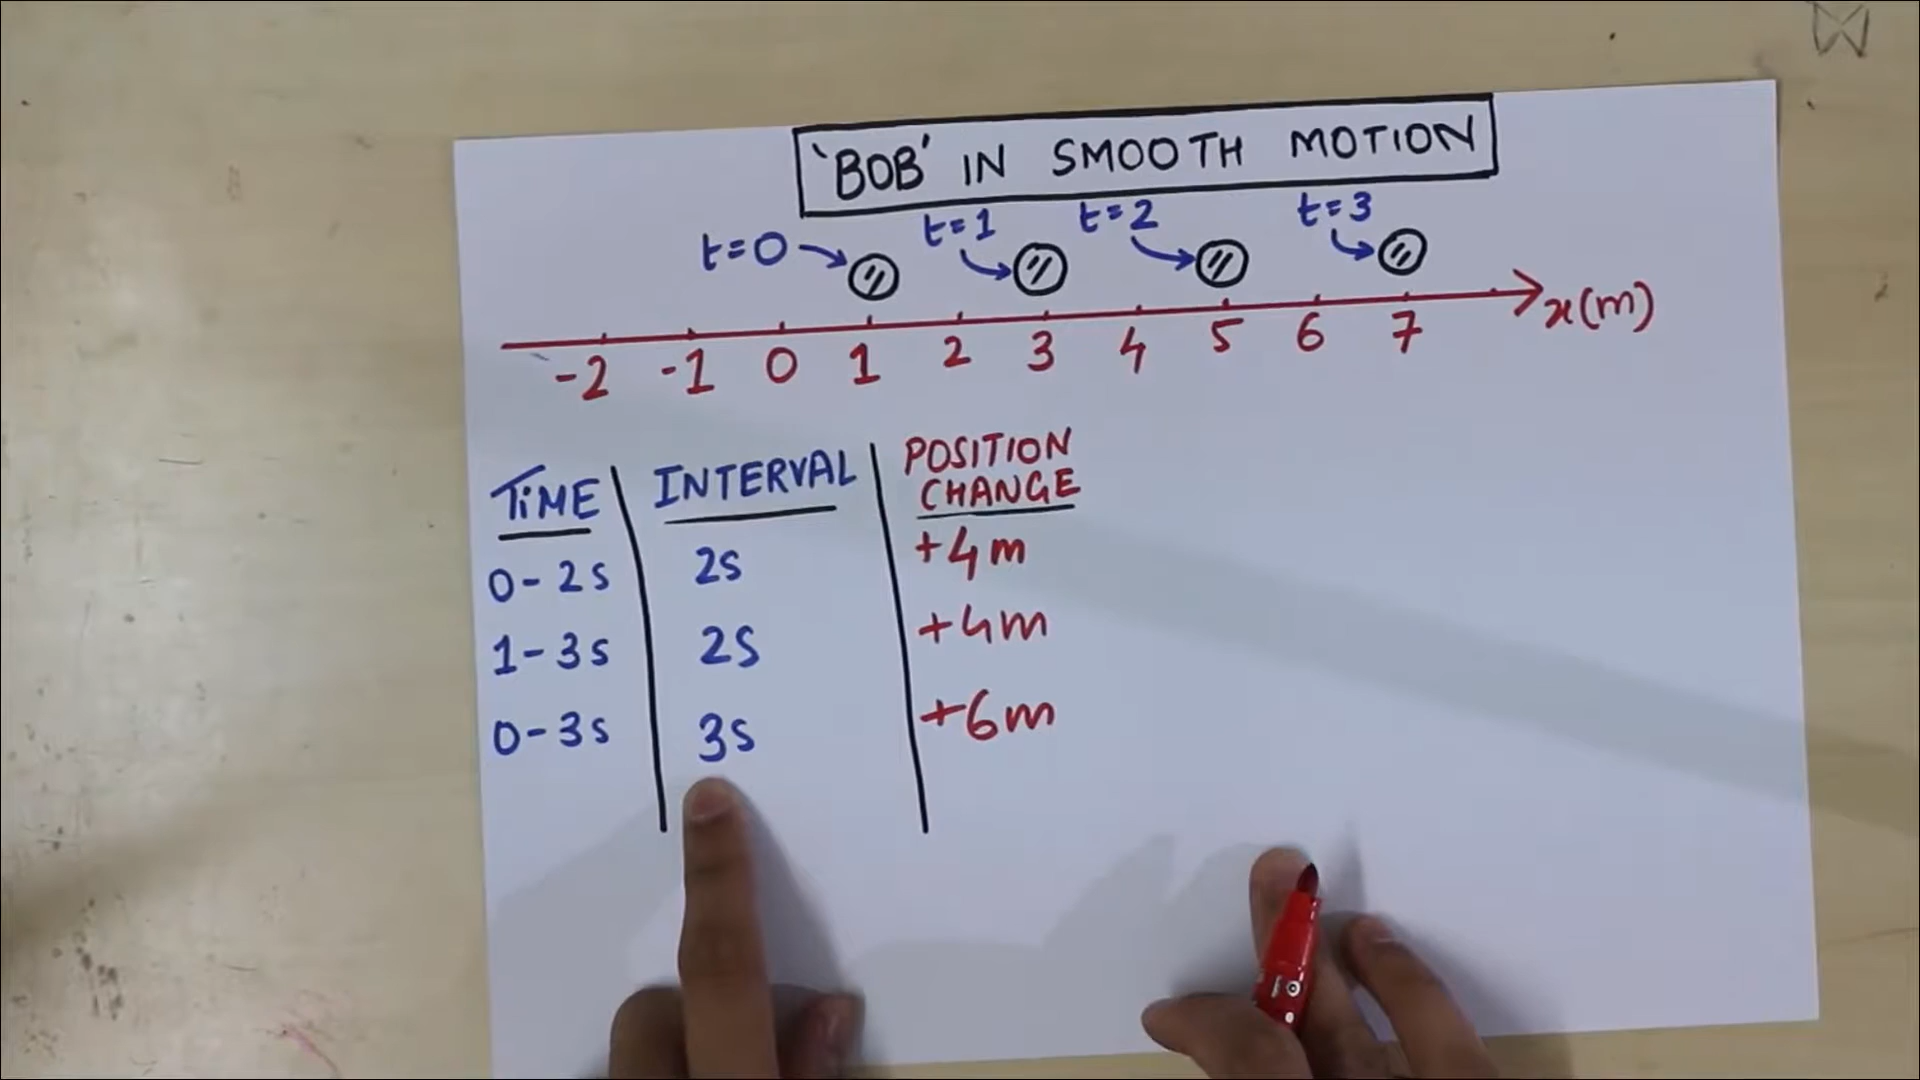 'BOB' IN SMOOTH MOTION
t=0 t=1 t=2 t=3
-2 -1 0 1 2 3 4 5 6 7 x(m)
TiME INTERVAL POSITION CHANGE
0-2s 2s +4m
1-3s 2s +4m
0-3s 3s +6m